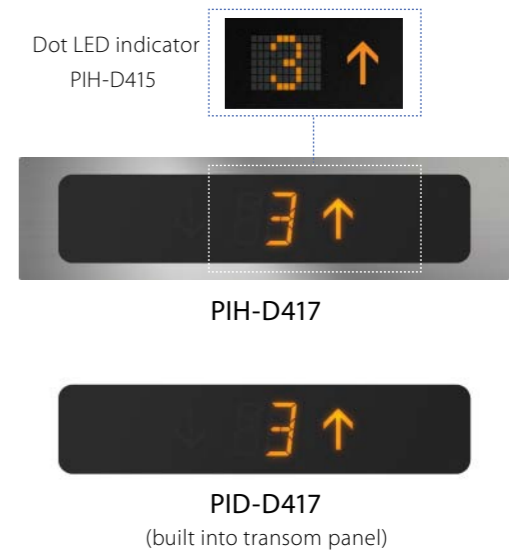 Dot LED indicator
PIH-D415
3 ↑
3 ↑
PIH-D417
3 ↑
PID-D417
(built into transom panel)